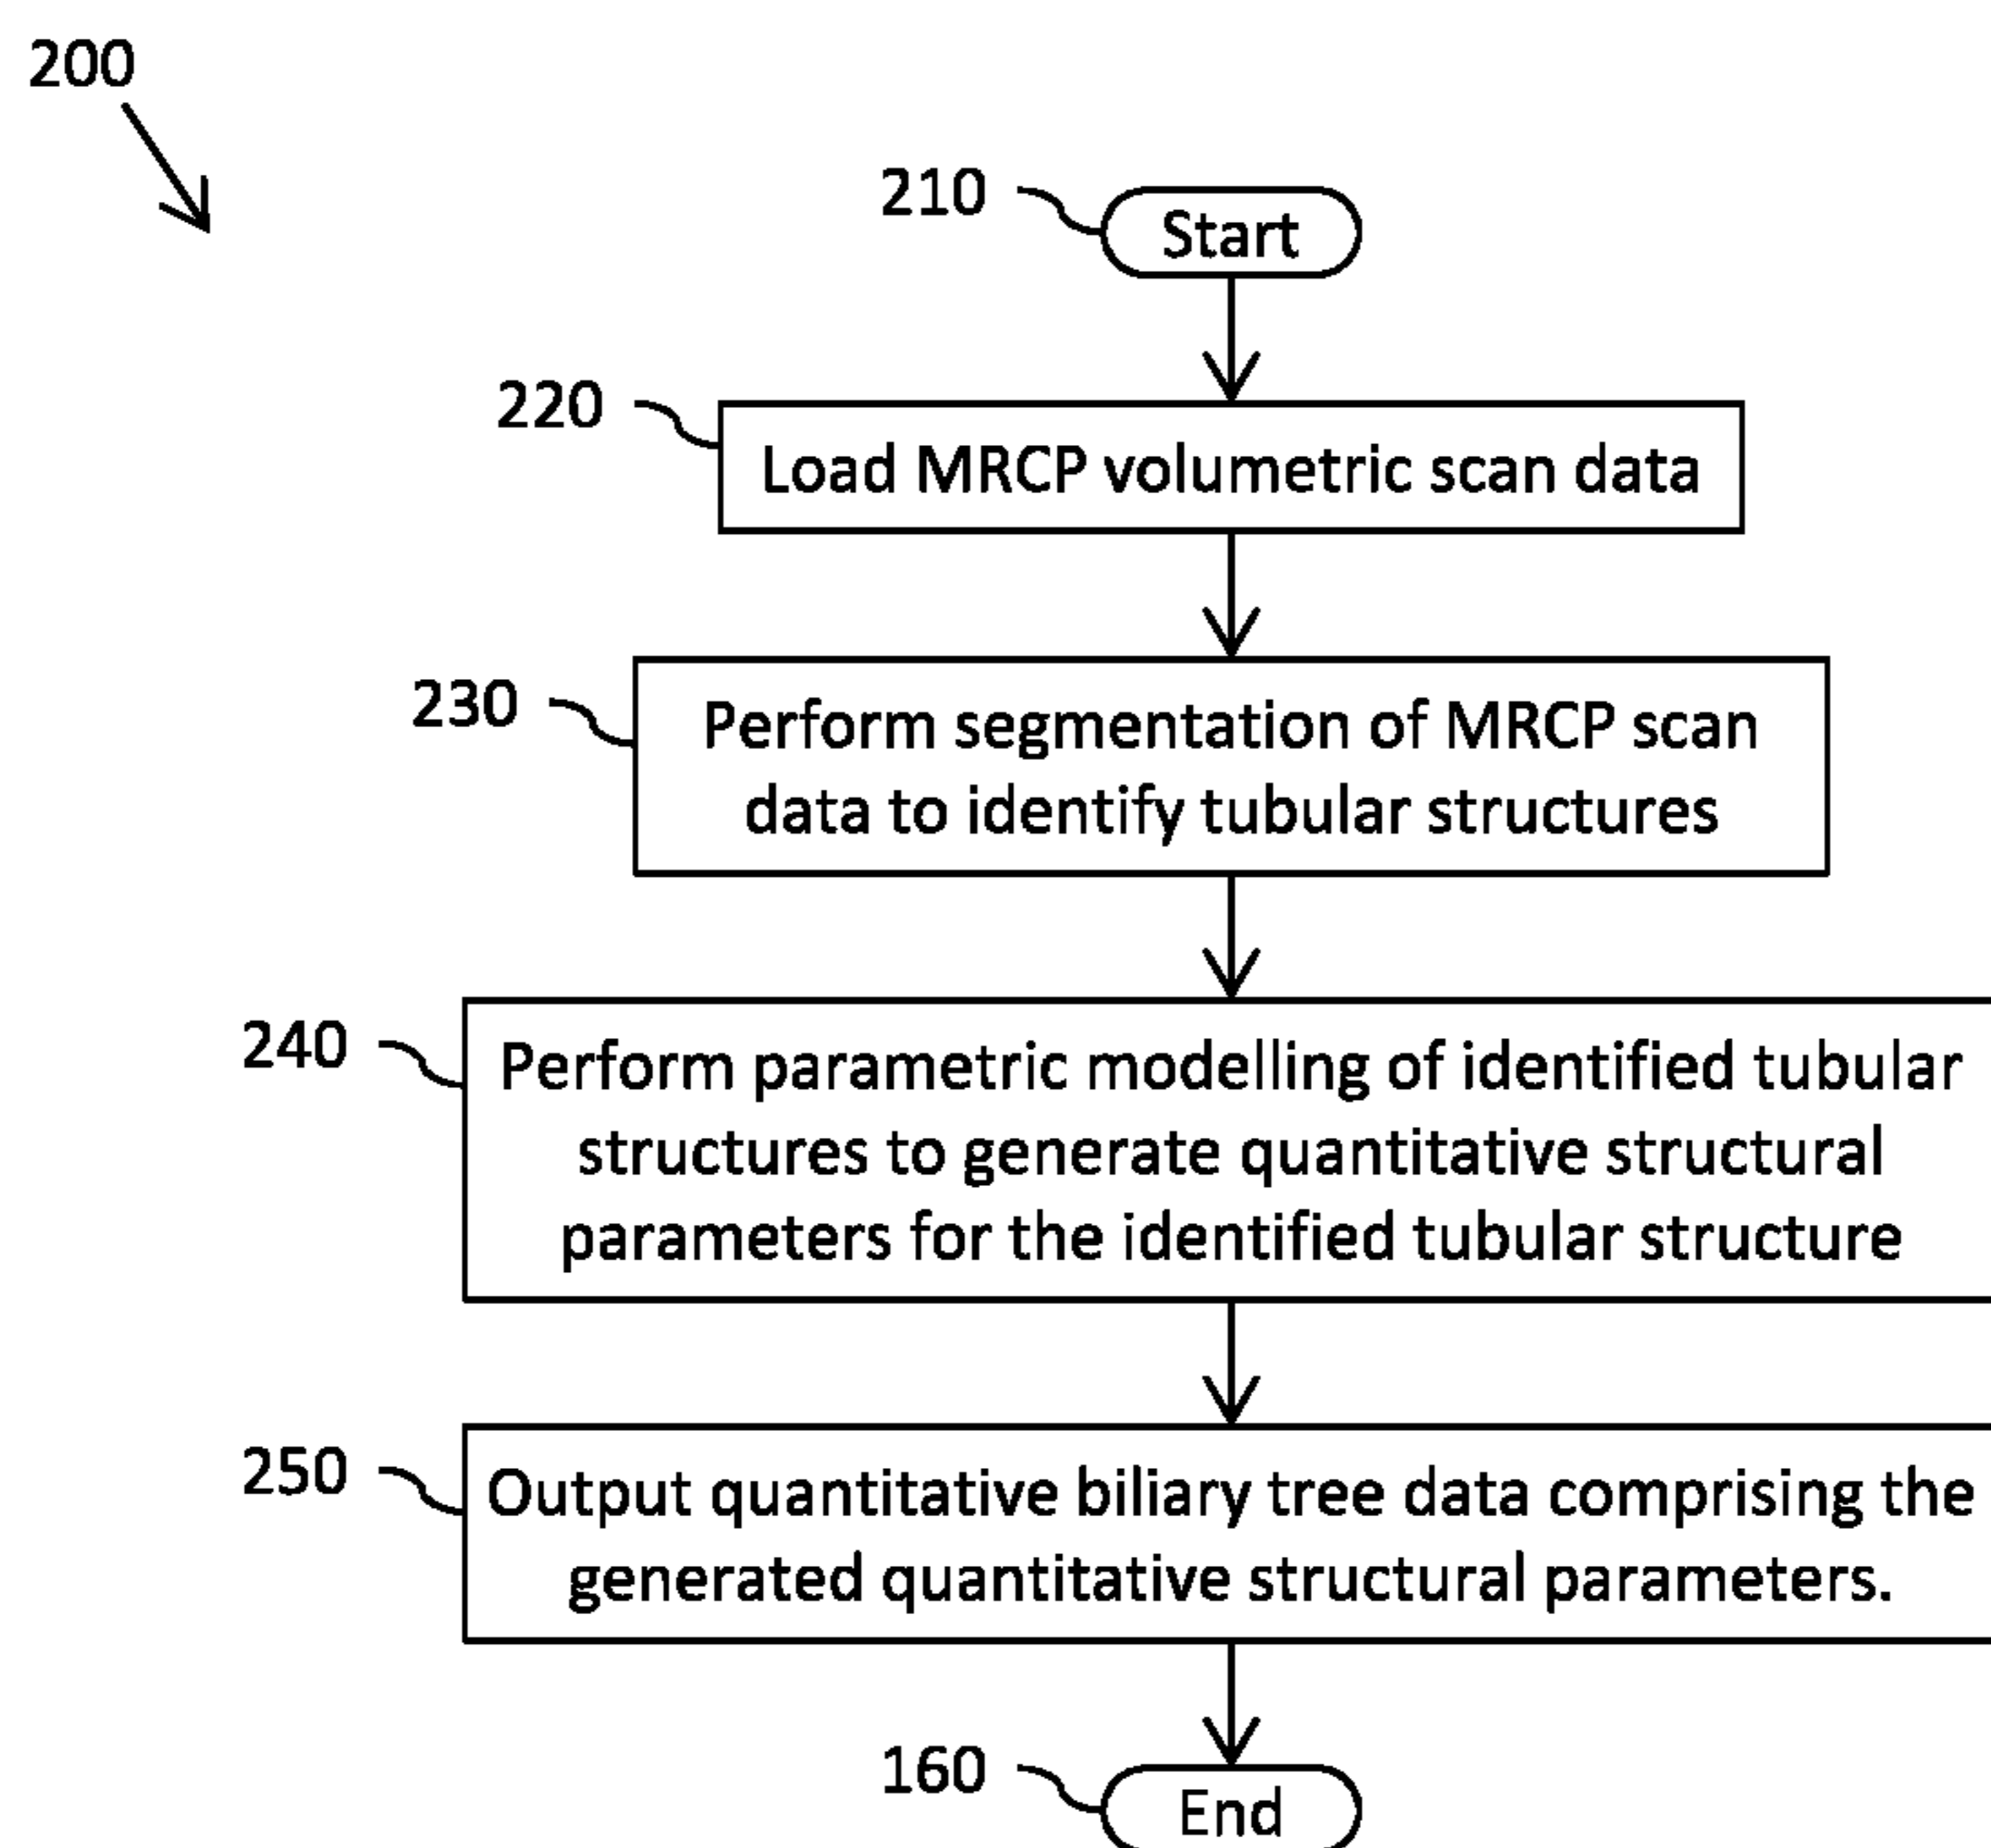 200
210
Start
220
Load MRCP volumetric scan data
230
Perform segmentation of MRCP scan
data to identify tubular structures
240
Perform parametric modelling of identified tubular
structures to generate quantitative structural
parameters for the identified tubular structure
250
Output quantitative biliary tree data comprising the
generated quantitative structural parameters.
160
End